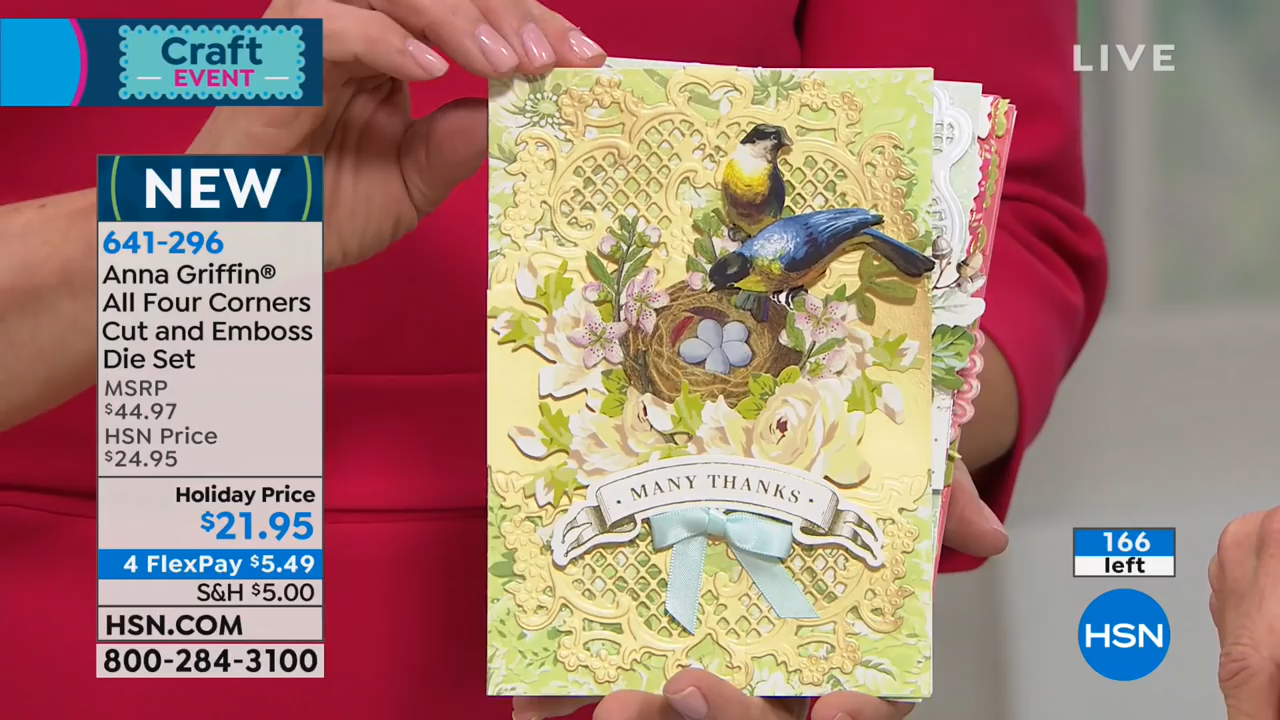 Craft
EVENT
LIVE
NEW
641-296
Anna Griffin®
All Four Corners
Cut and Emboss
Die Set
MSRP
$44.97
HSN Price
$24.95
Holiday Price
$21.95
4 FlexPay $5.49
S&H $5.00
HSN.COM
800-284-3100
· MANY THANKS ·
166
left
HSN